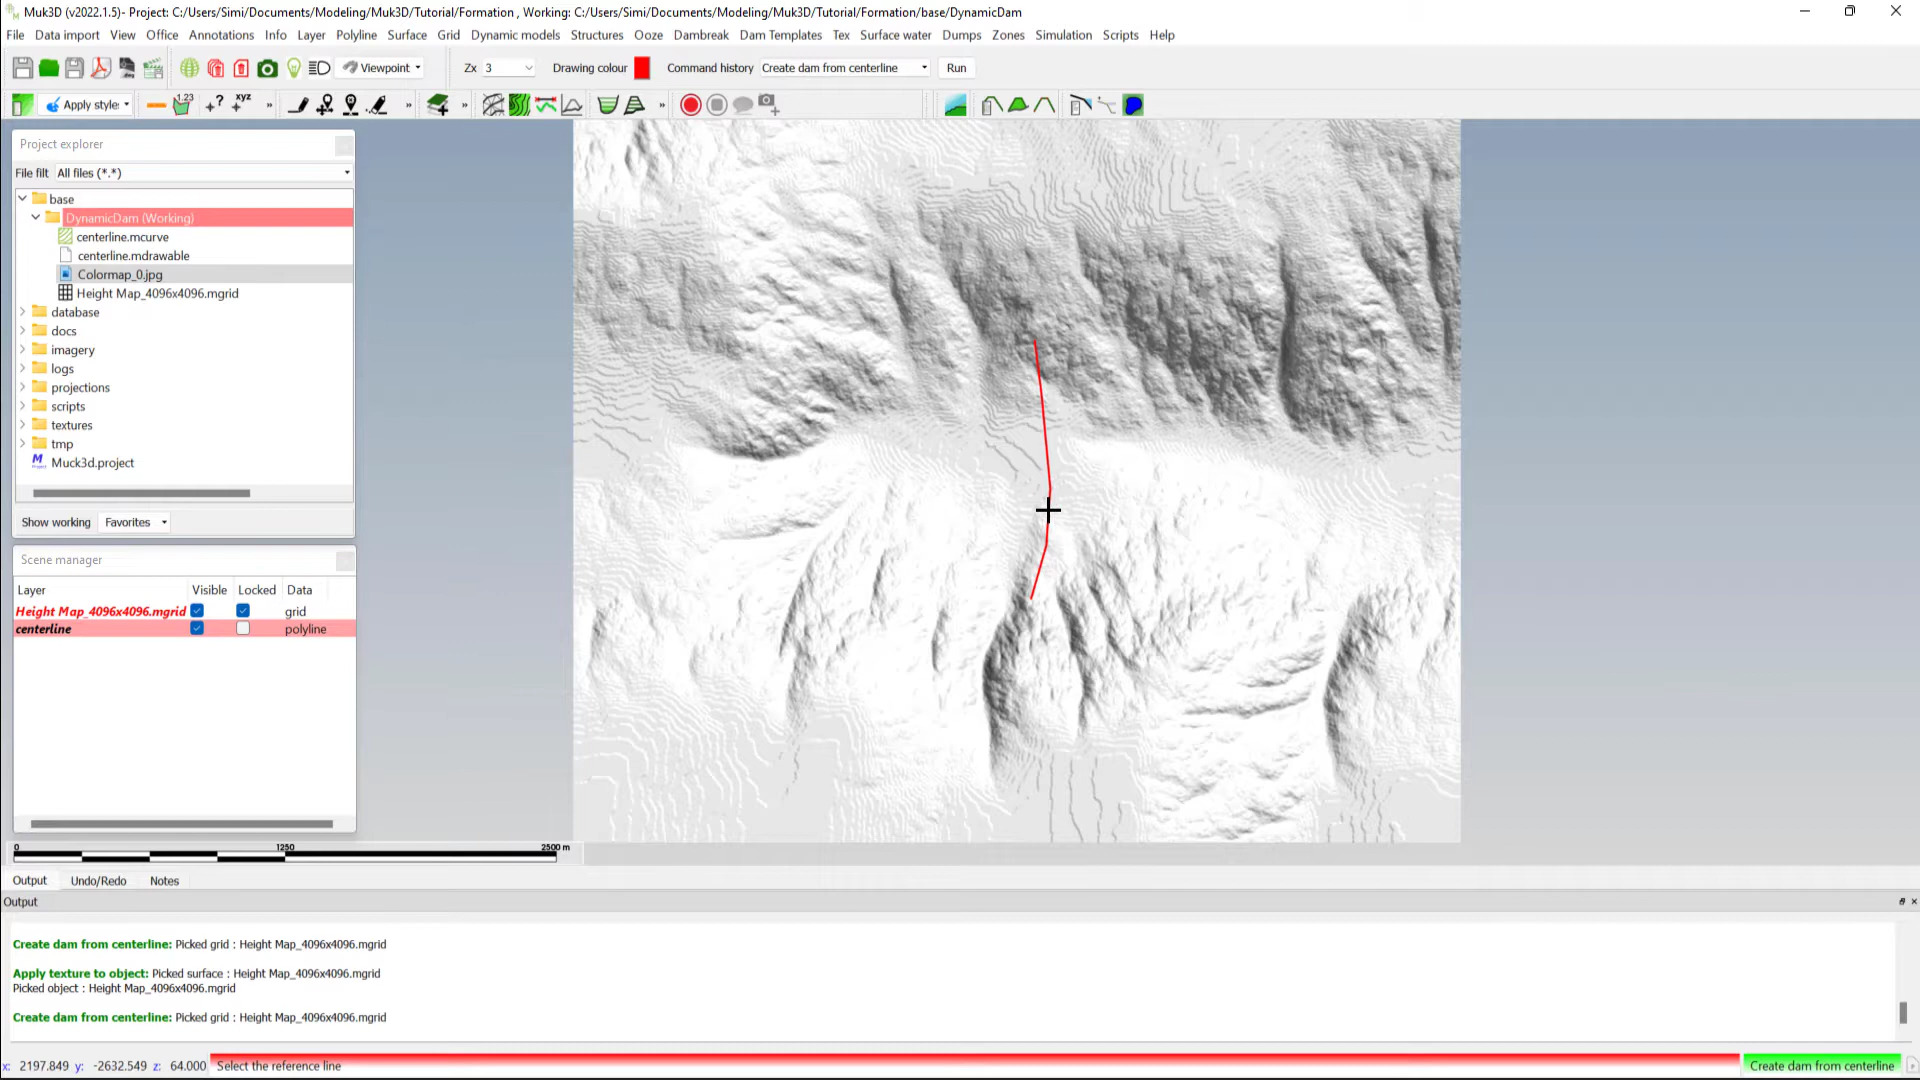 Muk3D (v2022.1.5)- Project: C:/Users/Simi/Documents/Modeling/Muk3D/Tutorial/Formation , Working: C:/Users/Simi/Documents/Modeling/Muk3D/Tutorial/Formation/base/DynamicDam
File Data import View Office Annotations Info Layer Polyline Surface Grid Dynamic models Structures Ooze Dambreak Dam Templates Tex Surface water Dumps Zones Simulation Scripts Help
Viewpoint Zx 3 Drawing colour Command history Create dam from centerline Run
Apply style: 1.23 ? xyz » » » »
Project explorer
File filt All files (*.*)
base
DynamicDam (Working)
centerline.mcurve
centerline.mdrawable
Colormap_0.jpg
Height Map_4096x4096.mgrid
database
docs
imagery
logs
projections
scripts
textures
tmp
Muck3d.project
Show working Favorites
Scene manager
Layer Visible Locked Data
Height Map_4096x4096.mgrid grid
centerline polyline
0 1250 2500 m
Output Undo/Redo Notes
Output
Create dam from centerline: Picked grid : Height Map_4096x4096.mgrid
Apply texture to object: Picked surface : Height Map_4096x4096.mgrid
Picked object : Height Map_4096x4096.mgrid
Create dam from centerline: Picked grid : Height Map_4096x4096.mgrid
x: 2197.849 y: -2632.549 z: 64.000 Select the reference line Create dam from centerline